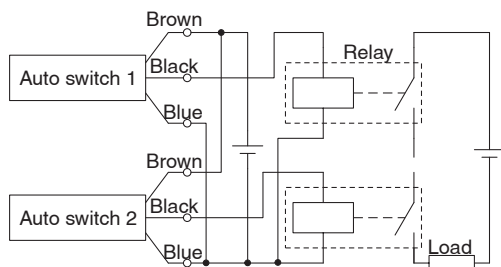 Brown
Relay
Black
Auto switch 1
Blue
Brown
Black
Auto switch 2
Load
Blue